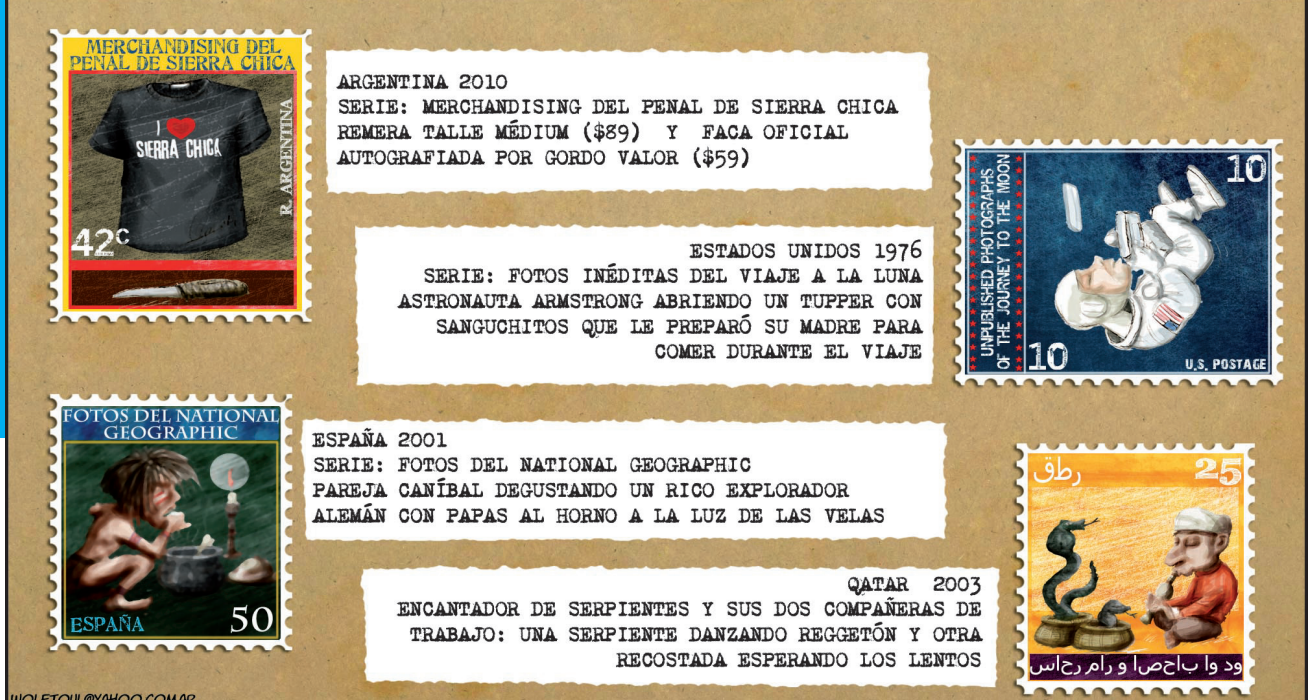 MERCHANDISING DEL
PENAL DE SIERRA CHICA
I
SIERRA CHICA
R. ARGENTINA
42c
ARGENTINA 2010
SERIE: MERCHANDISING DEL PENAL DE SIERRA CHICA
REMERA TALLE MÉDIUM ($89) Y FACA OFICIAL
AUTOGRAFIADA POR GORDO VALOR ($59)
ESTADOS UNIDOS 1976
SERIE: FOTOS INÉDITAS DEL VIAJE A LA LUNA
ASTRONAUTA ARMSTRONG ABRIENDO UN TUPPER CON
SANGUCHITOS QUE LE PREPARÓ SU MADRE PARA
COMER DURANTE EL VIAJE
UNPUBLISHED PHOTOGRAPHS
OF THE JOURNEY TO THE MOON
10
10
U.S. POSTAGE
FOTOS DEL NATIONAL
GEOGRAPHIC
ESPAÑA
50
ESPAÑA 2001
SERIE: FOTOS DEL NATIONAL GEOGRAPHIC
PAREJA CANÍBAL DEGUSTANDO UN RICO EXPLORADOR
ALEMÁN CON PAPAS AL HORNO A LA LUZ DE LAS VELAS
QATAR 2003
ENCANTADOR DE SERPIENTES Y SUS DOS COMPAÑERAS DE
TRABAJO: UNA SERPIENTE DANZANDO REGGETÓN Y OTRA
RECOSTADA ESPERANDO LOS LENTOS
رطق
25